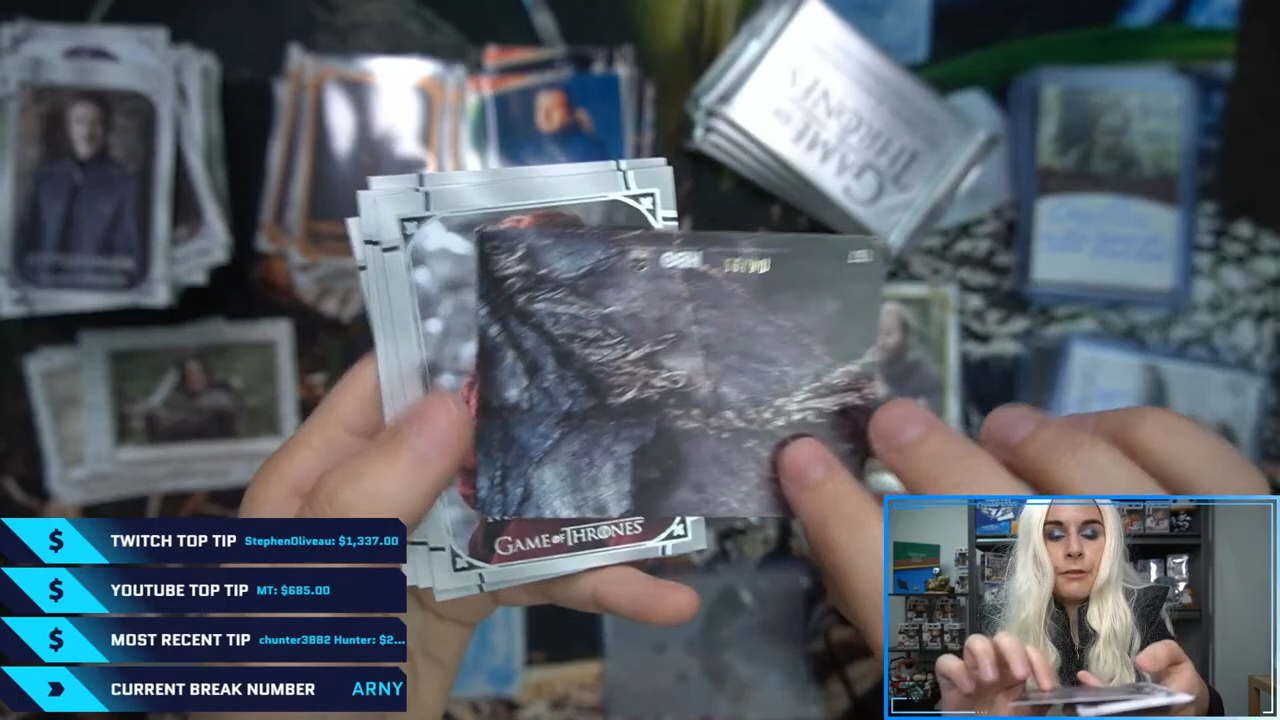 GAME OF
THRONES
HBO
GAME OF THRONES
$ TWITCH TOP TIP StephenOliveau: $1,337.00
$ YOUTUBE TOP TIP MT: $685.00
$ MOST RECENT TIP chunter3882 Hunter: $2...
CURRENT BREAK NUMBER ARNY